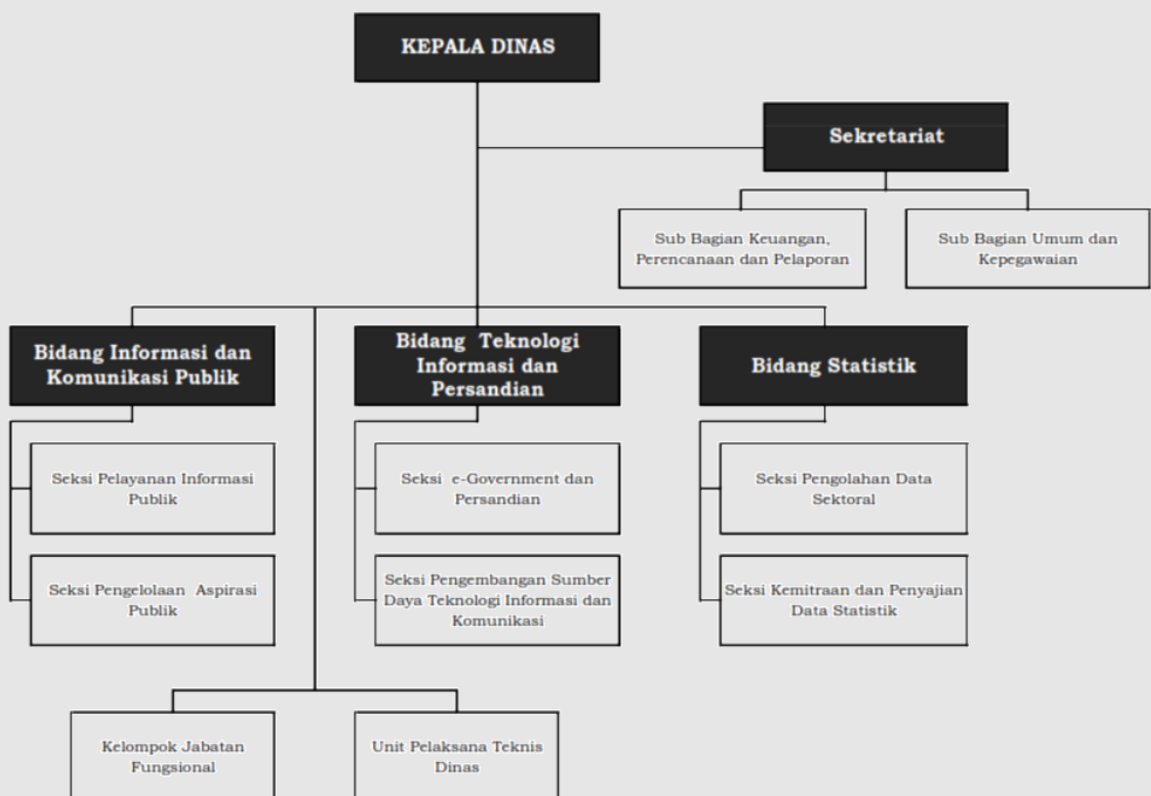 KEPALA DINAS
Sekretariat
Sub Bagian Keuangan,
Perencanaan dan Pelaporan
Sub Bagian Umum dan
Kepegawaian
Bidang Informasi dan
Komunikasi Publik
Bidang Teknologi
Informasi dan
Persandian
Bidang Statistik
Seksi Pelayanan Informasi
Publik
Seksi e-Government dan
Persandian
Seksi Pengolahan Data
Sektoral
Seksi Pengelolaan Aspirasi
Publik
Seksi Pengembangan Sumber
Daya Teknologi Informasi dan
Komunikasi
Seksi Kemitraan dan Penyajian
Data Statistik
Kelompok Jabatan
Fungsional
Unit Pelaksana Teknis
Dinas